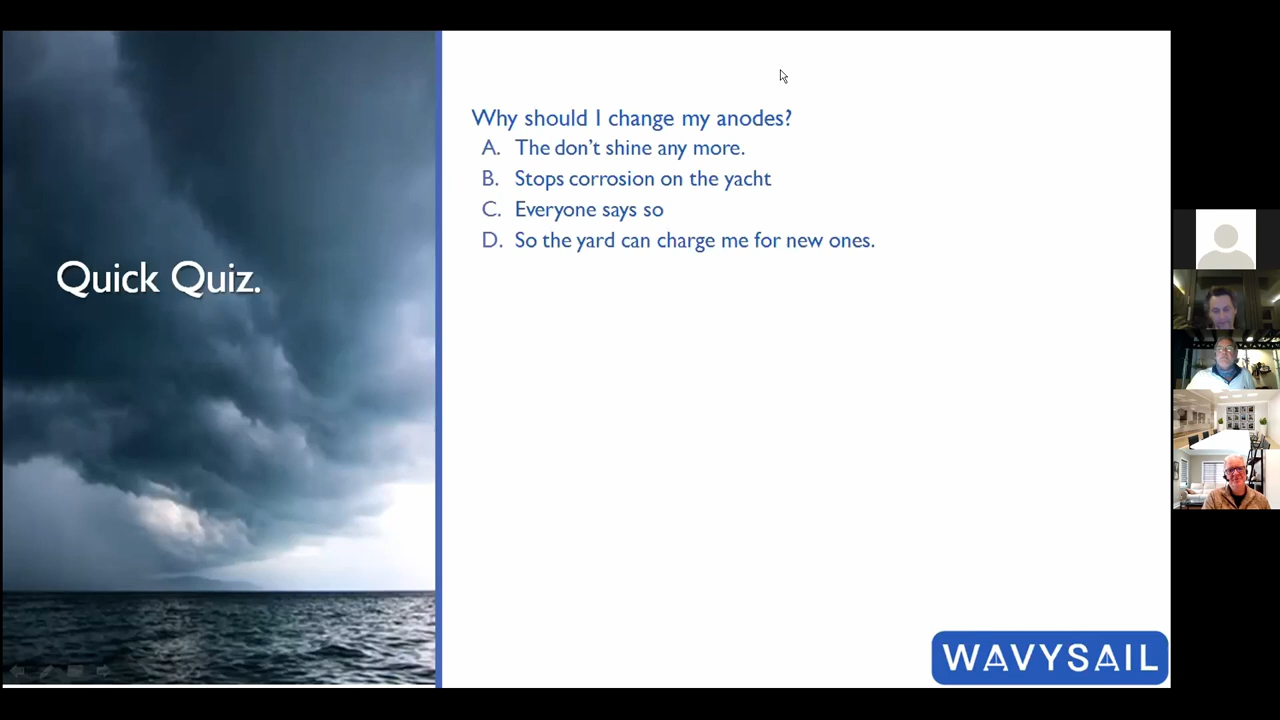 Quick Quiz.
Why should I change my anodes?
A. The don't shine any more.
B. Stops corrosion on the yacht
C. Everyone says so
D. So the yard can charge me for new ones.
WAVYSAIL